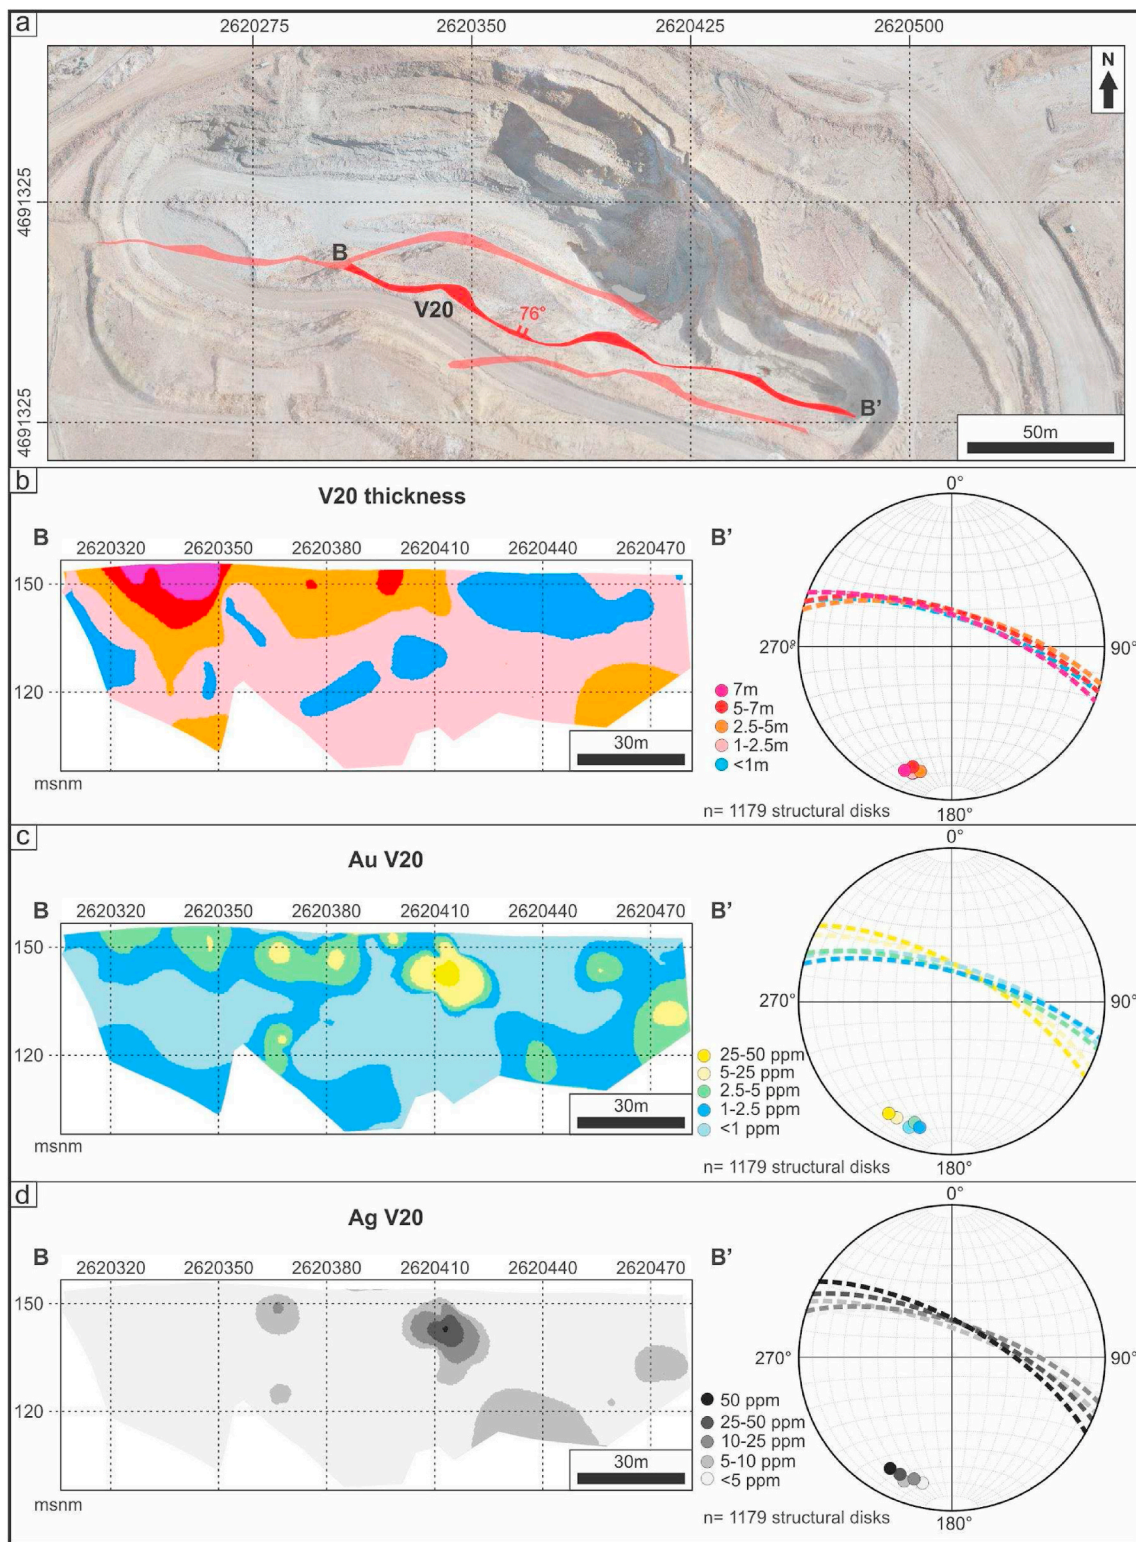 a
2620275 2620350 2620425 2620500
N
4691325
B
V20
76°
4691325
B'
50m
b
V20 thickness
0°
B B'
2620320 2620350 2620380 2620410 2620440 2620470
150
270° 90°
120
7m
5-7m
2.5-5m
1-2.5m
<1m
30m
msnm
n= 1179 structural disks
180°
c
Au V20
0°
B B'
2620320 2620350 2620380 2620410 2620440 2620470
150
270° 90°
120
25-50 ppm
5-25 ppm
2.5-5 ppm
1-2.5 ppm
<1 ppm
30m
msnm
n= 1179 structural disks
180°
d
Ag V20
0°
B B'
2620320 2620350 2620380 2620410 2620440 2620470
150
270° 90°
120
50 ppm
25-50 ppm
10-25 ppm
5-10 ppm
<5 ppm
30m
msnm
n= 1179 structural disks
180°